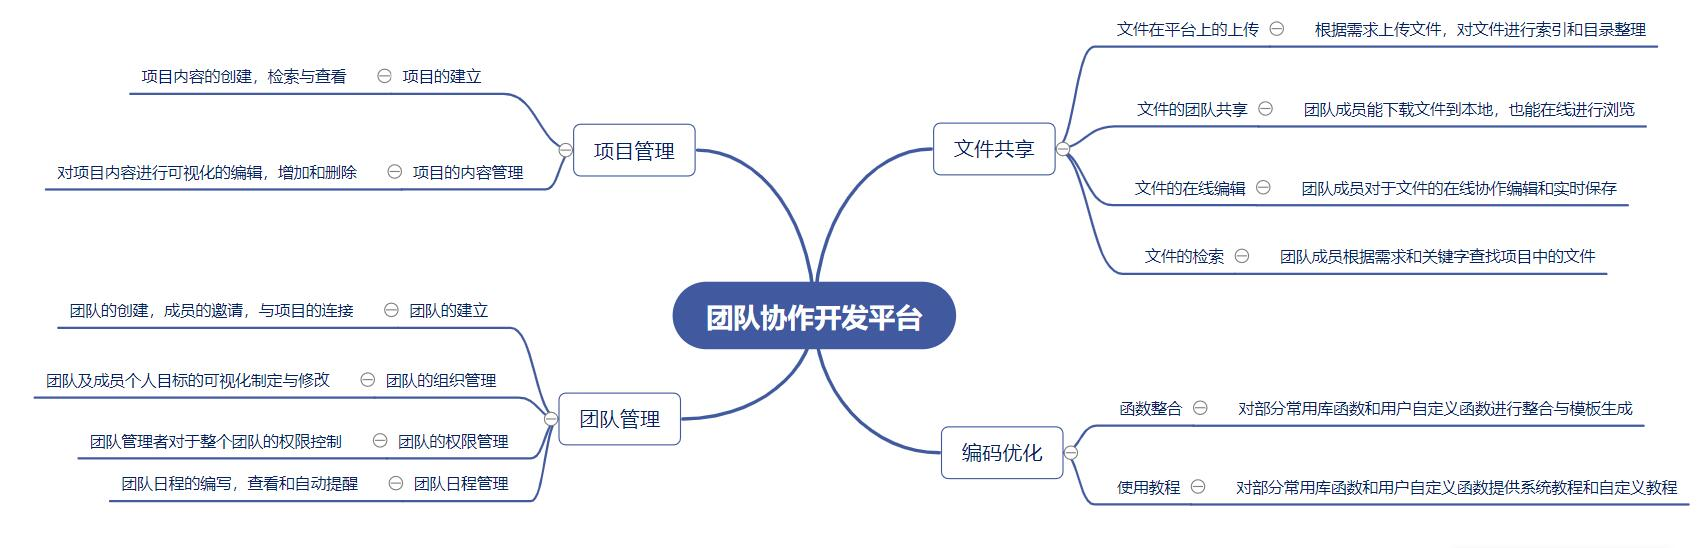 团队协作开发平台
项目管理
项目的建立
项目内容的创建，检索与查看
项目的内容管理
对项目内容进行可视化的编辑，增加和删除
团队管理
团队的建立
团队的创建，成员的邀请，与项目的连接
团队的组织管理
团队及成员个人目标的可视化制定与修改
团队的权限管理
团队管理者对于整个团队的权限控制
团队日程管理
团队日程的编写，查看和自动提醒
文件共享
文件在平台上的上传
根据需求上传文件，对文件进行索引和目录整理
文件的团队共享
团队成员能下载文件到本地，也能在线进行浏览
文件的在线编辑
团队成员对于文件的在线协作编辑和实时保存
文件的检索
团队成员根据需求和关键字查找项目中的文件
编码优化
函数整合
对部分常用库函数和用户自定义函数进行整合与模板生成
使用教程
对部分常用库函数和用户自定义函数提供系统教程和自定义教程